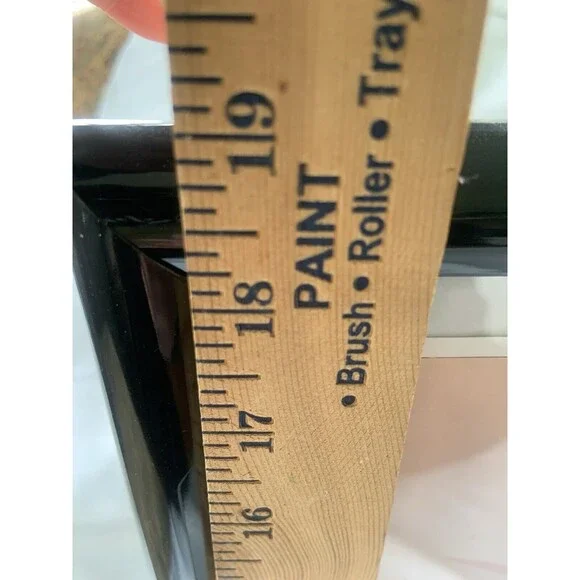 19
18
17
16
PAINT
• Brush • Roller • Tray